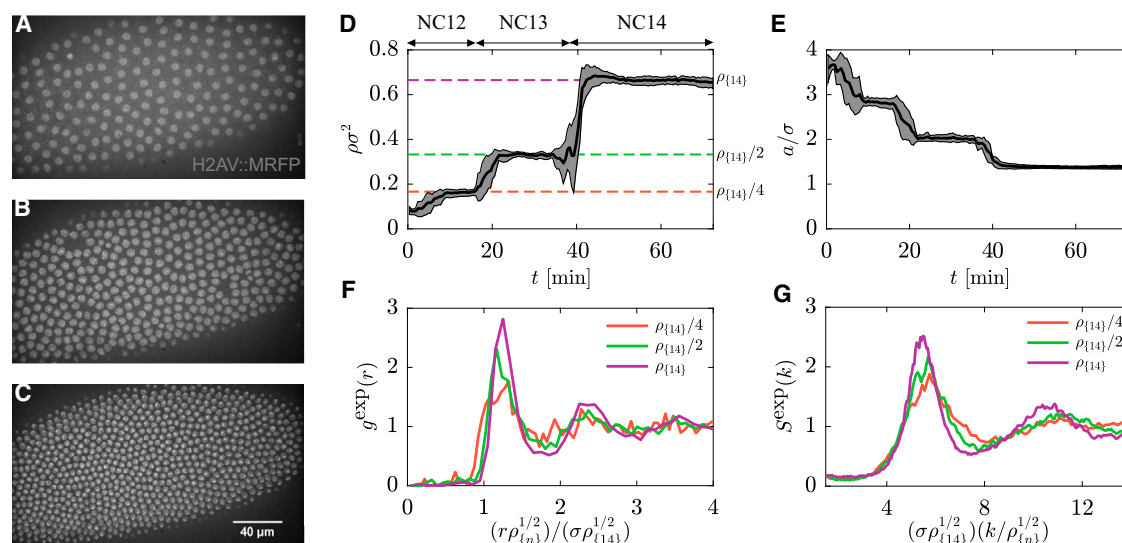 A
H2AV::MRFP
B
C
40 µm
D
NC12 NC13 NC14
ρσ²
0.8
0.6
0.4
0.2
0
0 20 40 60
t [min]
ρ{14}
ρ{14}/2
ρ{14}/4
E
a/σ
4
3
2
1
0
0 20 40 60
t [min]
F
g^exp(r)
3
2
1
0
0 1 2 3 4
ρ{14}/4
ρ{14}/2
ρ{14}
(rρ{n}^1/2)/(σρ{14}^1/2)
G
S^exp(k)
3
2
1
0
4 8 12
ρ{14}/4
ρ{14}/2
ρ{14}
(σρ{14}^1/2)(k/ρ{n}^1/2)